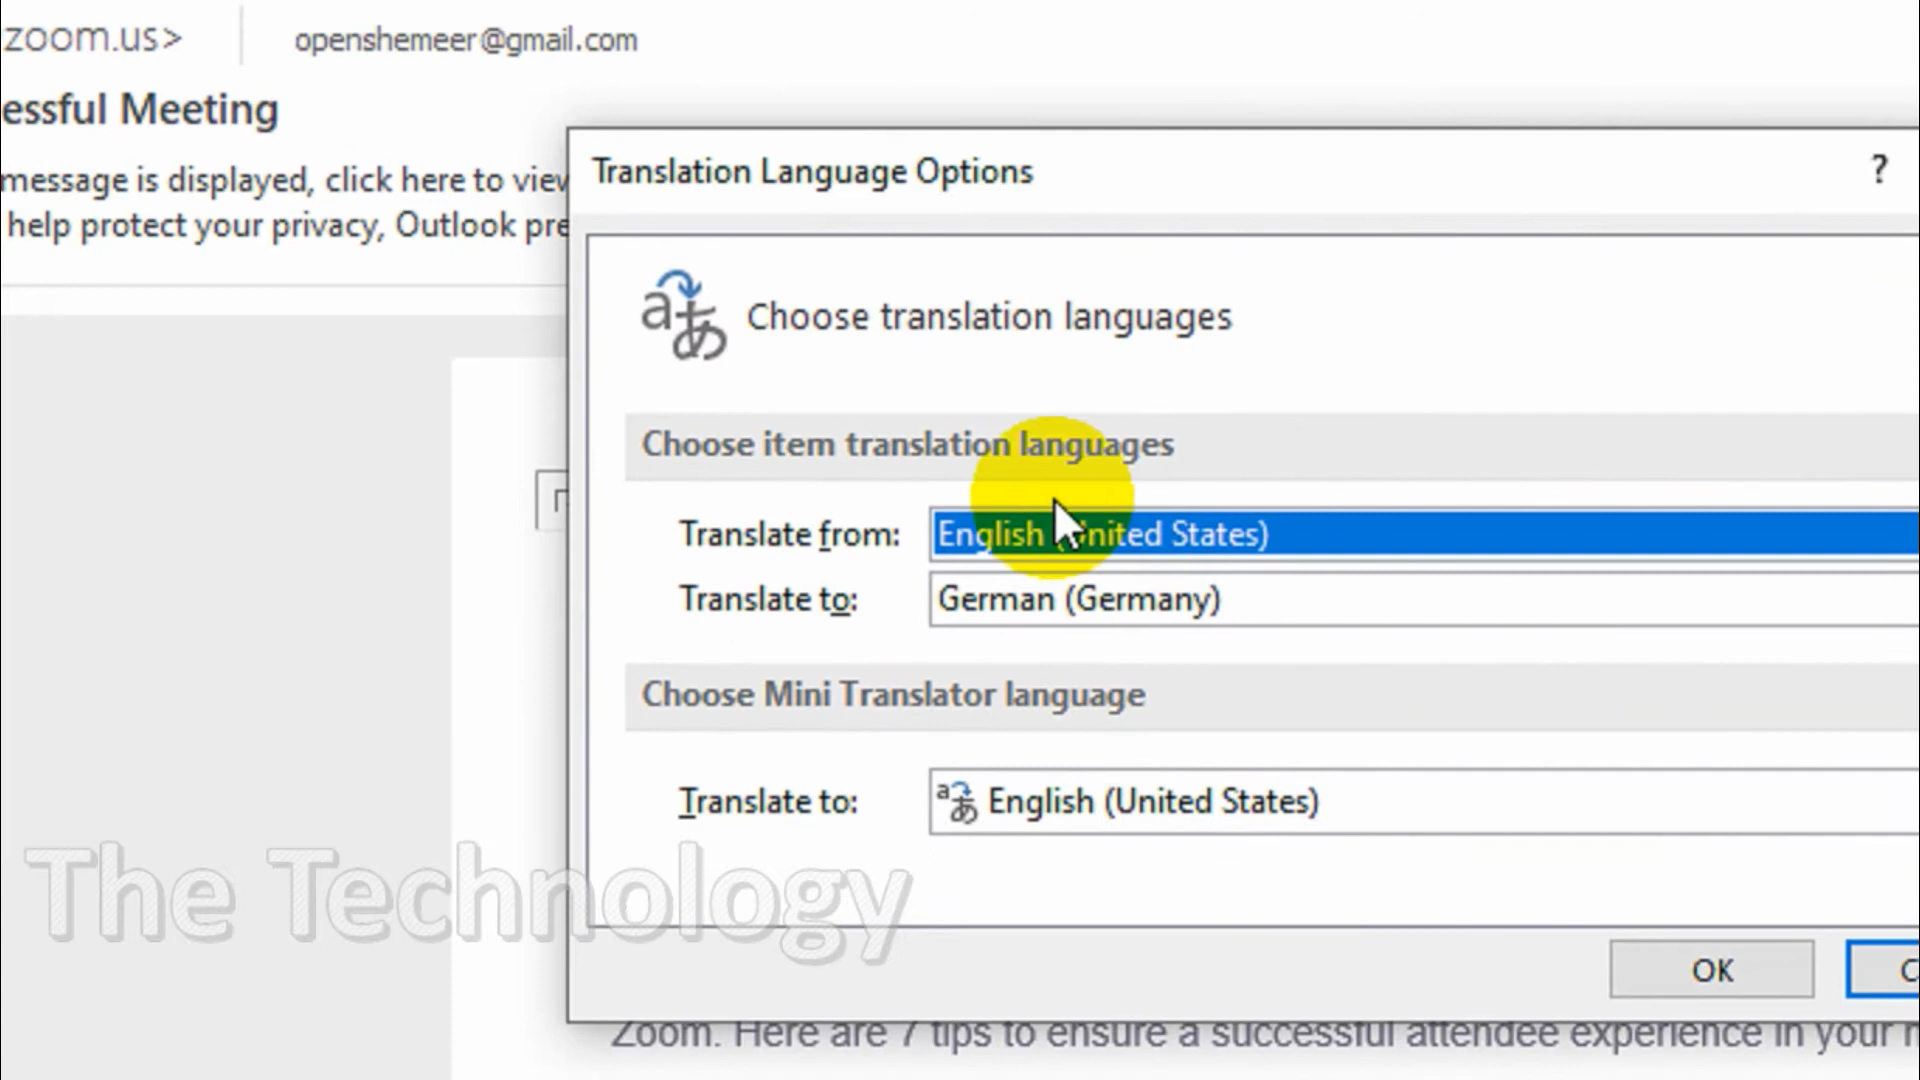 zoom.us> openshemeer@gmail.com
essful Meeting
message is displayed, click here to view
help protect your privacy, Outlook pre
Translation Language Options ?
Choose translation languages
Choose item translation languages
Translate from: English (United States)
Translate to: German (Germany)
Choose Mini Translator language
Translate to: English (United States)
The Technology
OK
Zoom. Here are 7 tips to ensure a successful attendee experience in your